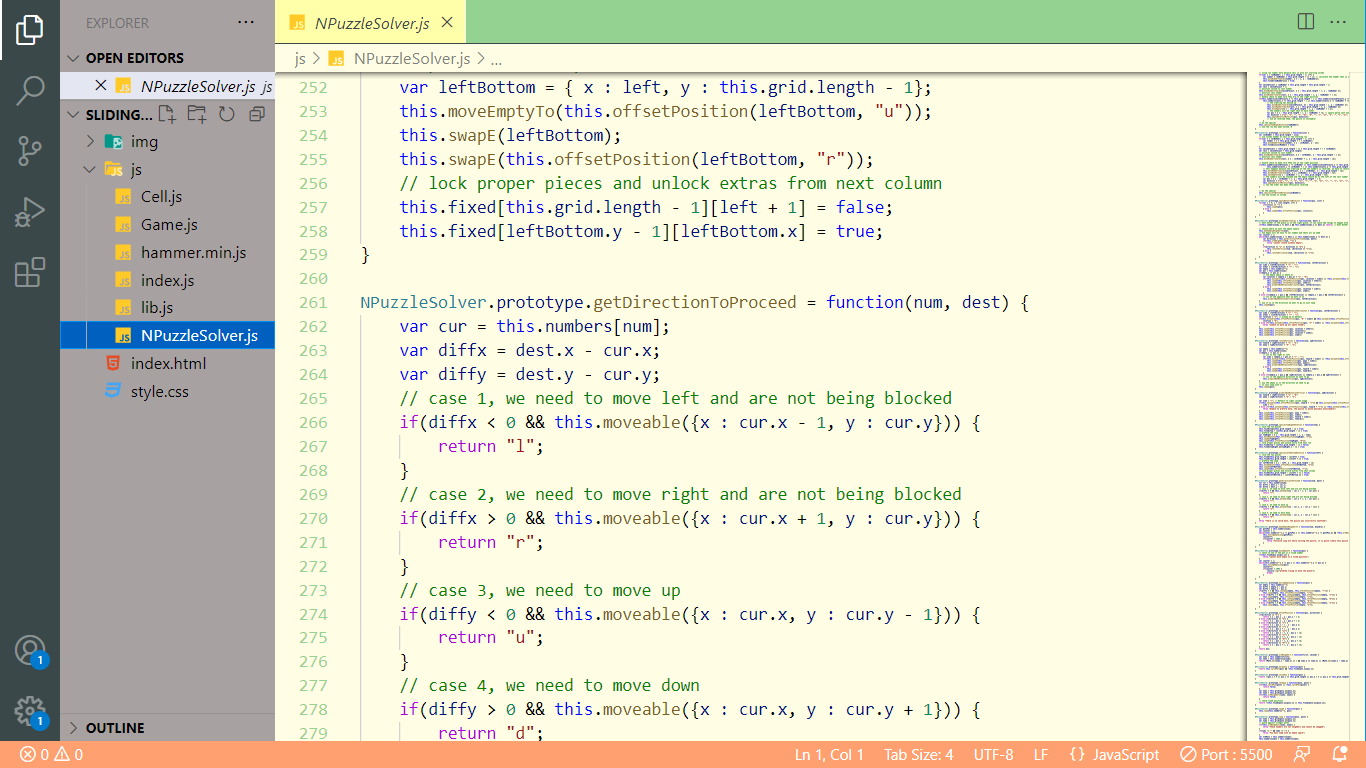 EXPLORER
OPEN EDITORS
NPuzzleSolver.js js
SLIDING...
img
js
Cell.js
Game.js
hammer.min.js
index.js
lib.js
NPuzzleSolver.js
index.html
style.css
OUTLINE
1
1
NPuzzleSolver.js
js > NPuzzleSolver.js > ...
252 var leftBottom = { x : left, y : this.grid.length - 1};
253 this.moveEmptyTo(this.offsetPosition(leftBottom, "u"));
254 this.swapE(leftBottom);
255 this.swapE(this.offsetPosition(leftBottom, "r"));
256 // lock proper pieces and unlock extras from next column
257 this.fixed[this.grid.length - 1][left + 1] = false;
258 this.fixed[leftBottom.y - 1][leftBottom.x] = true;
259 }
260
261 NPuzzleSolver.prototype.getDirectionToProceed = function(num, dest) {
262 var cur = this.numbers[num];
263 var diffx = dest.x - cur.x;
264 var diffy = dest.y - cur.y;
265 // case 1, we need to move left and are not being blocked
266 if(diffx < 0 && this.moveable({x : cur.x - 1, y : cur.y})) {
267 return "l";
268 }
269 // case 2, we need to move right and are not being blocked
270 if(diffx > 0 && this.moveable({x : cur.x + 1, y : cur.y})) {
271 return "r";
272 }
273 // case 3, we need to move up
274 if(diffy < 0 && this.moveable({x : cur.x, y : cur.y - 1})) {
275 return "u";
276 }
277 // case 4, we need to move down
278 if(diffy > 0 && this.moveable({x : cur.x, y : cur.y + 1})) {
279 return "d";
0 0 Ln 1, Col 1 Tab Size: 4 UTF-8 LF {} JavaScript Port : 5500